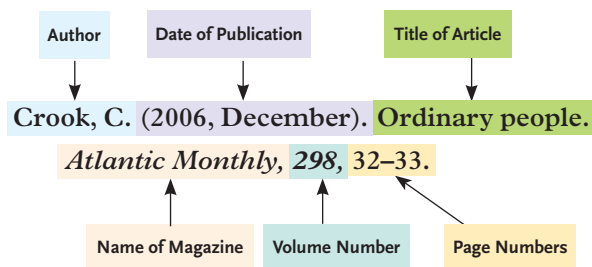 Author
Date of Publication
Title of Article
Crook, C. (2006, December). Ordinary people.
Atlantic Monthly, 298, 32–33.
Name of Magazine
Volume Number
Page Numbers